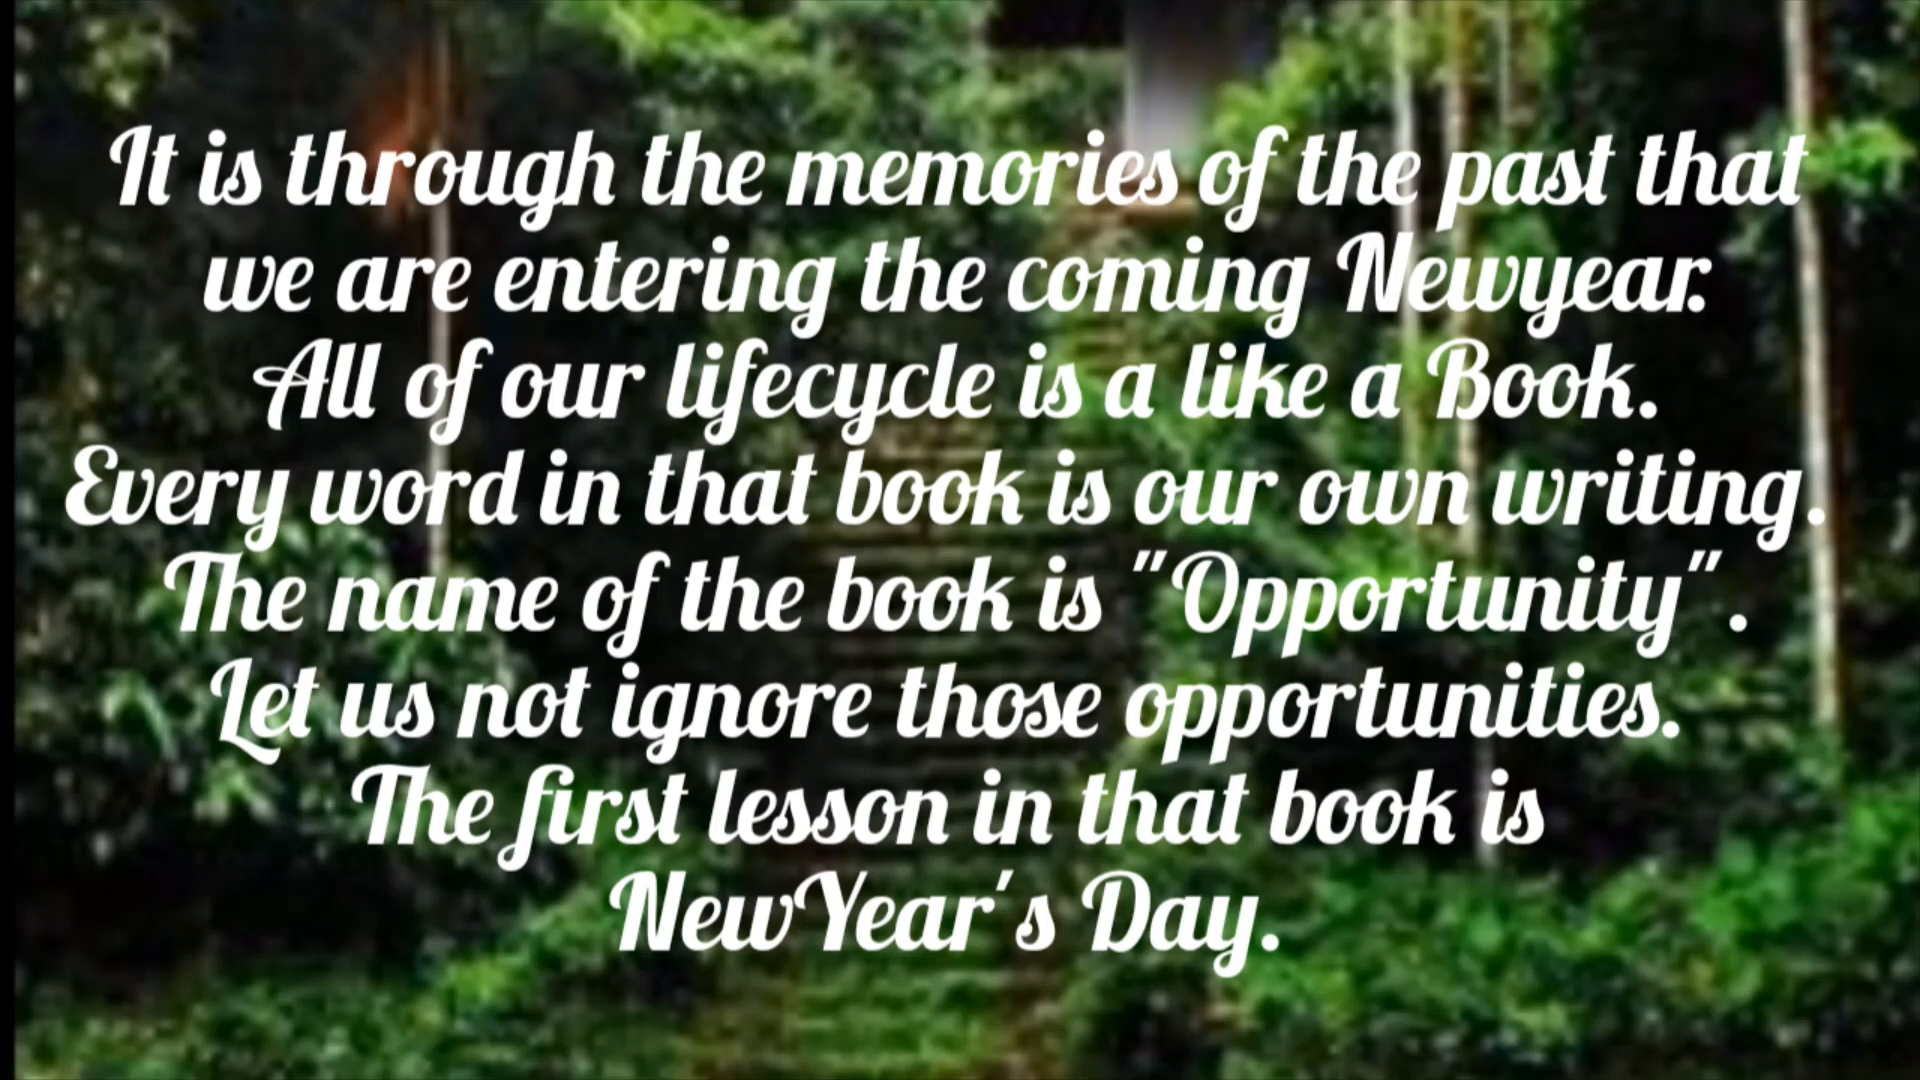 It is through the memories of the past that
we are entering the coming Newyear.
All of our lifecycle is a like a Book.
Every word in that book is our own writing.
The name of the book is "Opportunity".
Let us not ignore those opportunities.
The first lesson in that book is
NewYear's Day.